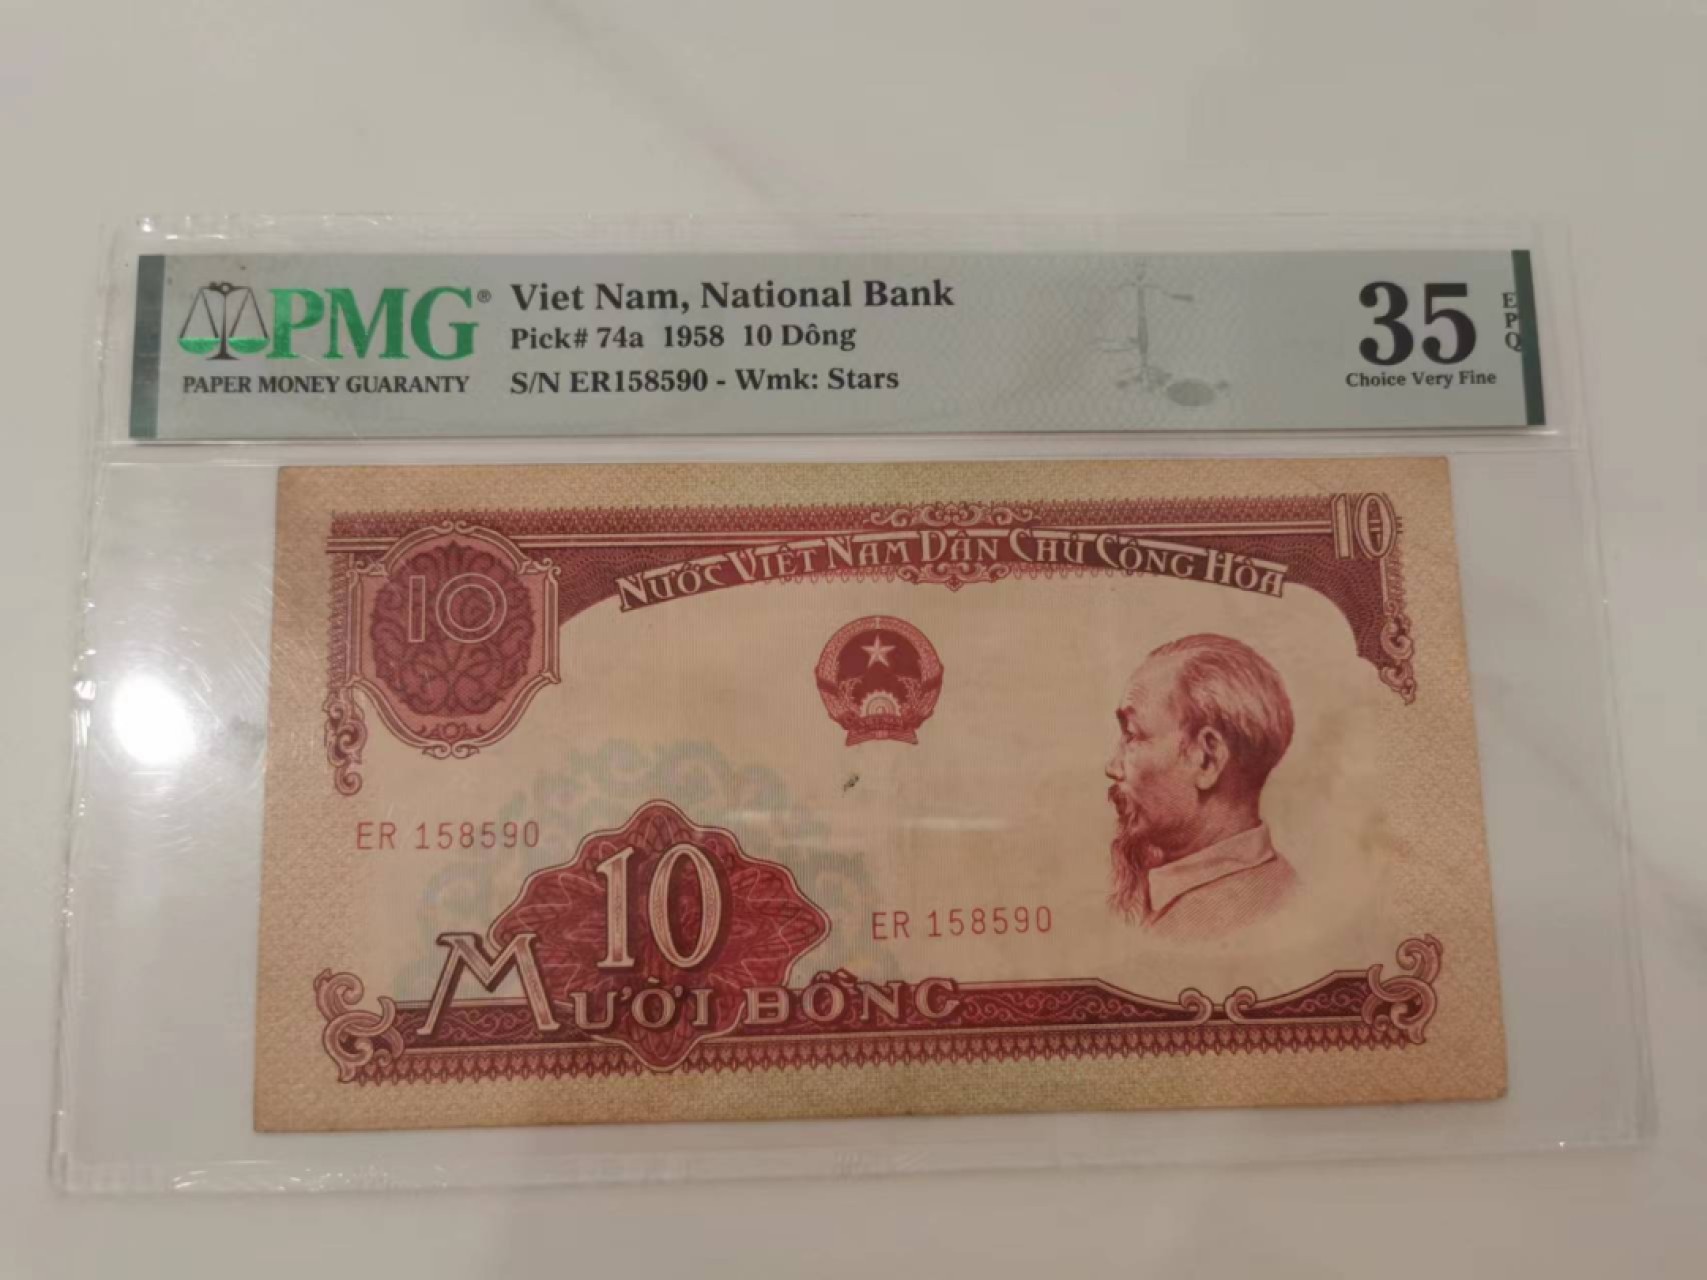 PMG®
PAPER MONEY GUARANTY
Viet Nam, National Bank
Pick# 74a 1958 10 Dông
S/N ER158590 - Wmk: Stars
35
EPQ
Choice Very Fine
10
NƯỚC VIỆT NAM DÂN CHỦ CỘNG HÒA
10
ER 158590
10
ER 158590
MƯỜI ĐỒNG